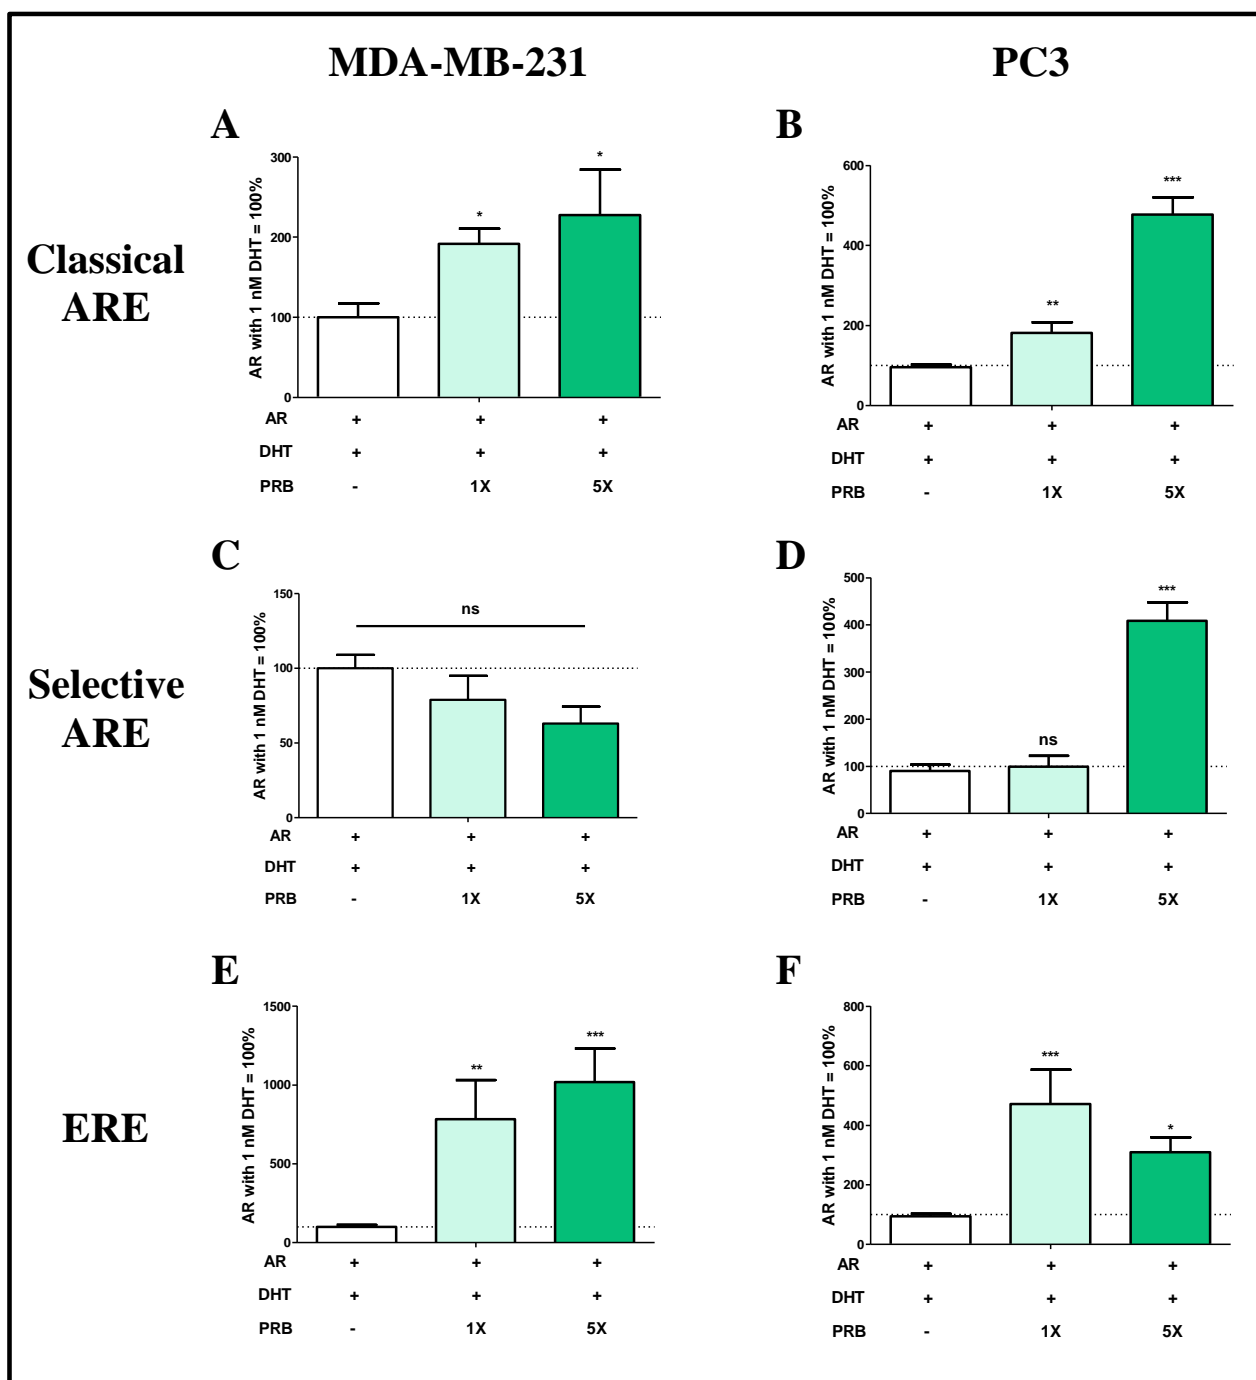 MDA-MB-231 PC3
Classical
ARE
A
AR with 1 nM DHT = 100%
300
200
100
0
*
*
AR + + +
DHT + + +
PRB - 1X 5X
B
AR with 1 nM DHT = 100%
600
400
200
0
**
***
AR + + +
DHT + + +
PRB - 1X 5X
Selective
ARE
C
AR with 1 nM DHT = 100%
150
100
50
0
ns
AR + + +
DHT + + +
PRB - 1X 5X
D
AR with 1 nM DHT = 100%
500
400
300
200
100
0
ns
***
AR + + +
DHT + + +
PRB - 1X 5X
ERE
E
AR with 1 nM DHT = 100%
1500
1000
500
0
**
***
AR + + +
DHT + + +
PRB - 1X 5X
F
AR with 1 nM DHT = 100%
800
600
400
200
0
***
*
AR + + +
DHT + + +
PRB - 1X 5X